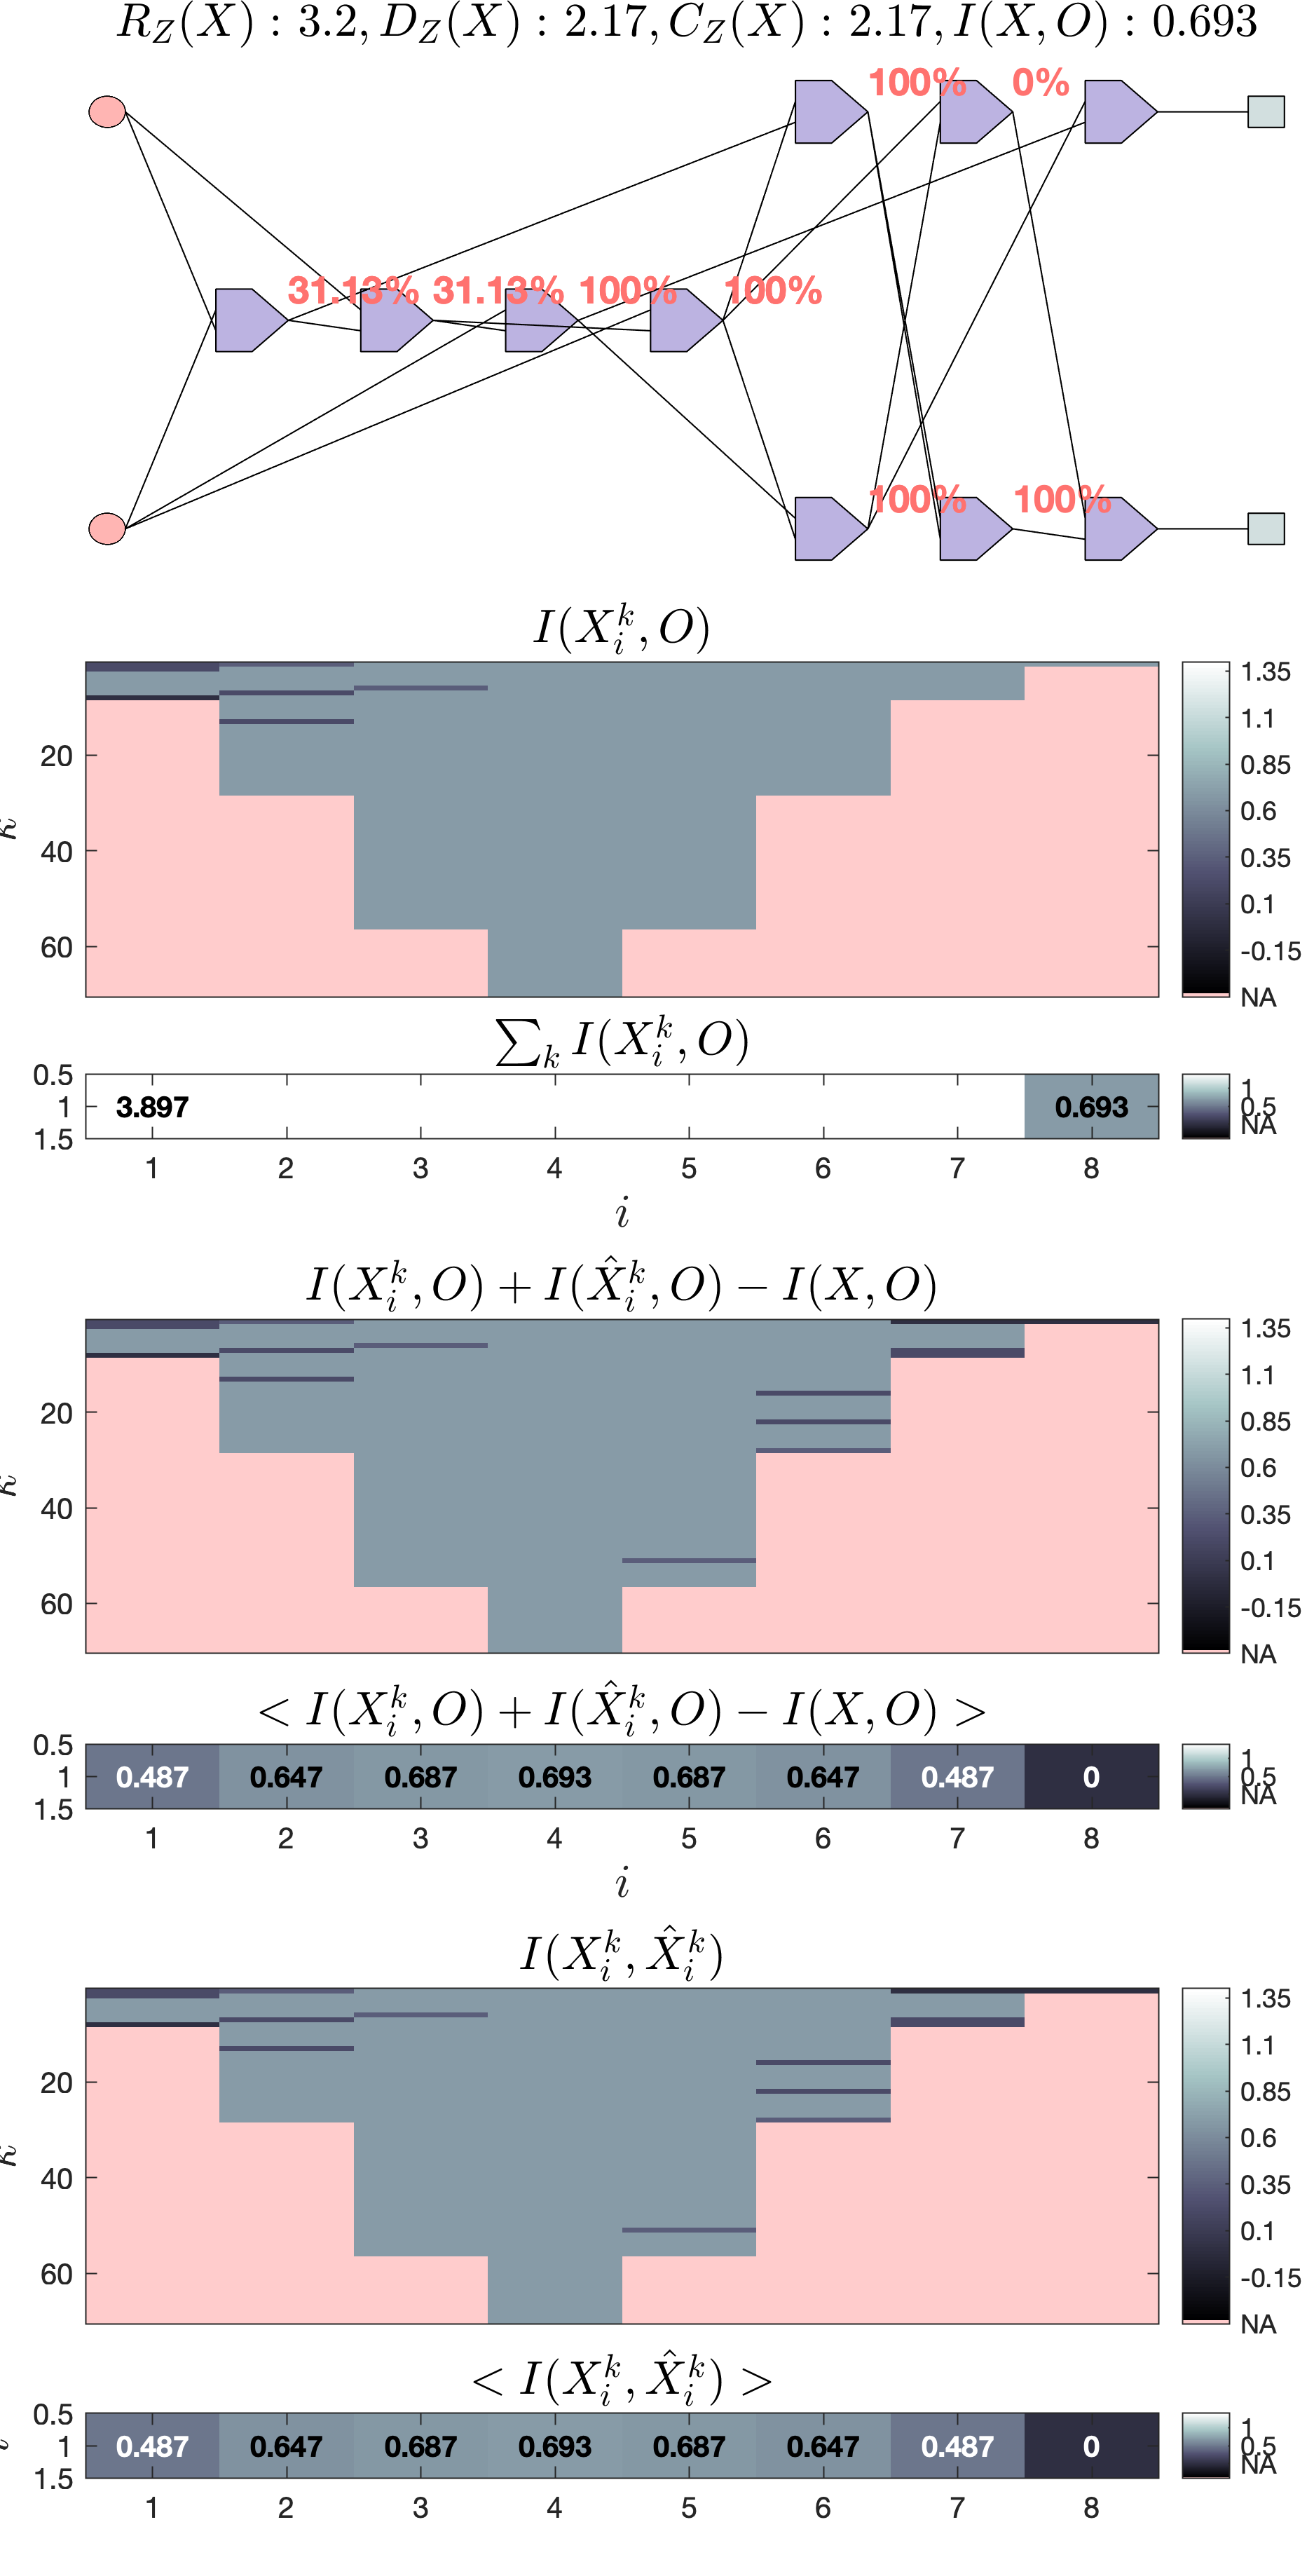 R_Z(X) : 3.2, D_Z(X) : 2.17, C_Z(X) : 2.17, I(X, O) : 0.693
100% 0%
31.13% 31.13% 100% 100%
100% 100%
I(X_i^k, O)
20
40
60
k
1.35
1.1
0.85
0.6
0.35
0.1
-0.15
NA
∑_k I(X_i^k, O)
0.5
1
1.5
3.897 0.693
1
0.5
NA
1 2 3 4 5 6 7 8
i
I(X_i^k, O) + I(X̂_i^k, O) − I(X, O)
20
40
60
k
1.35
1.1
0.85
0.6
0.35
0.1
-0.15
NA
< I(X_i^k, O) + I(X̂_i^k, O) − I(X, O) >
0.5
1
1.5
0.487 0.647 0.687 0.693 0.687 0.647 0.487 0
1
0.5
NA
1 2 3 4 5 6 7 8
i
I(X_i^k, X̂_i^k)
20
40
60
k
1.35
1.1
0.85
0.6
0.35
0.1
-0.15
NA
< I(X_i^k, X̂_i^k) >
0.5
1
1.5
0.487 0.647 0.687 0.693 0.687 0.647 0.487 0
1
0.5
NA
1 2 3 4 5 6 7 8